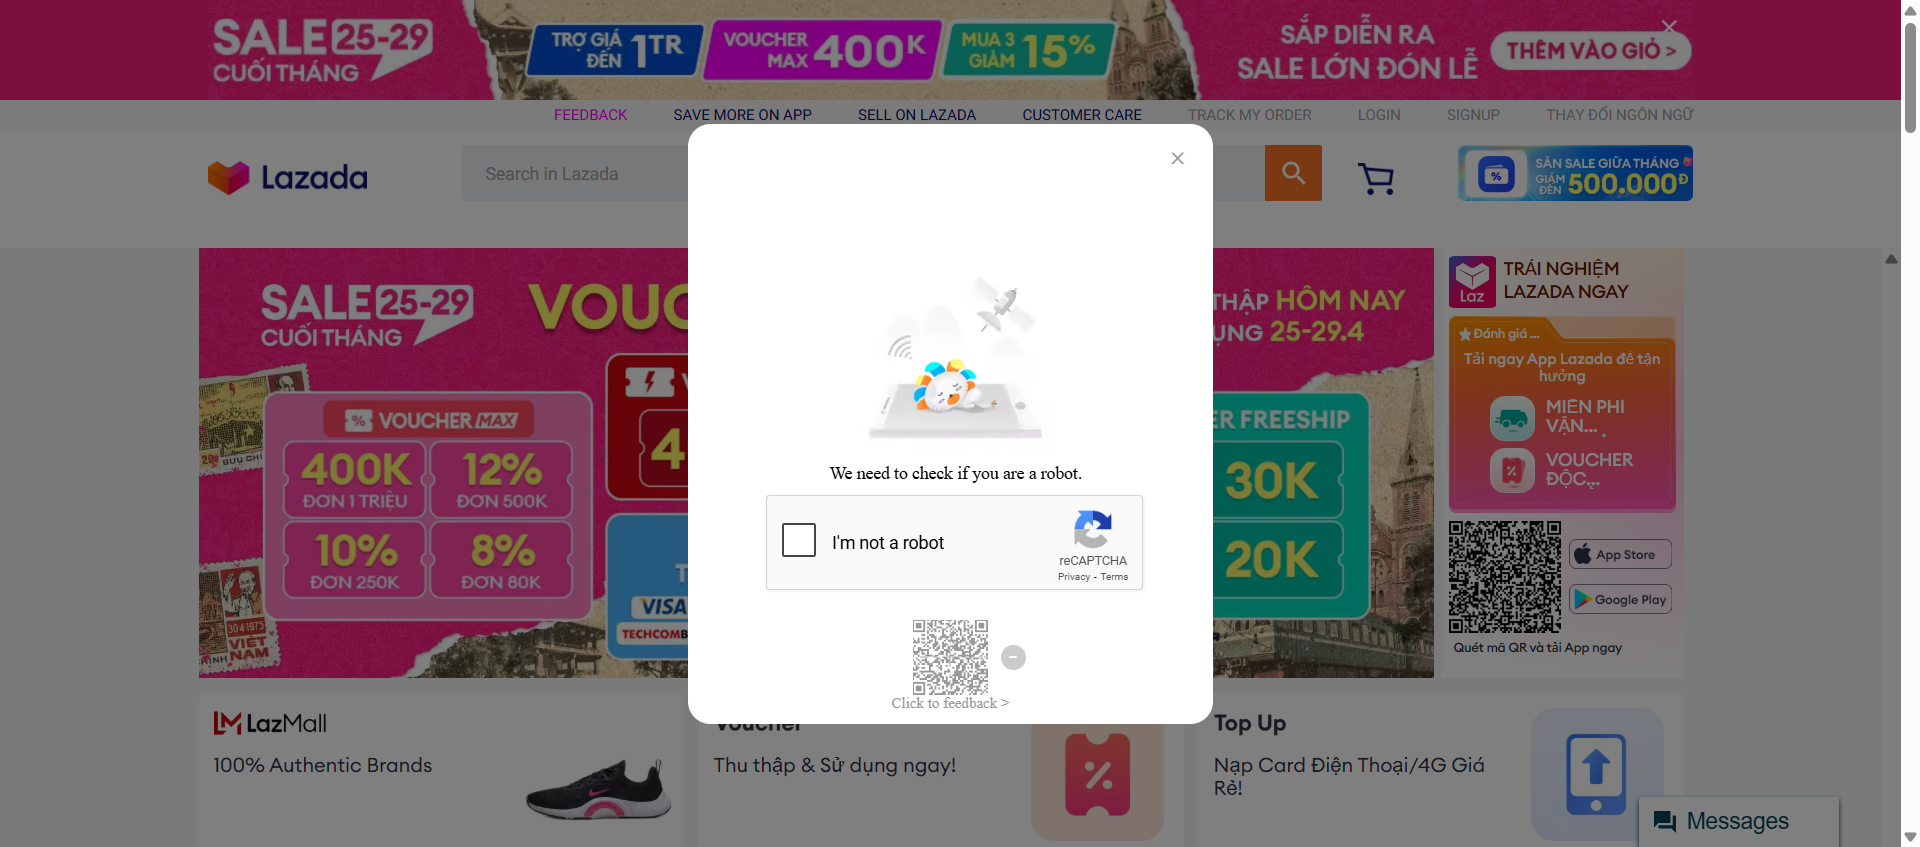 SALE 25-29
CUỐI THÁNG
TRỢ GIÁ
ĐẾN 1TR
VOUCHER
MAX 400K
MUA 3
GIẢM 15%
SẮP DIỄN RA
SALE LỚN ĐÓN LỄ
THÊM VÀO GIỎ >
FEEDBACK
SAVE MORE ON APP
SELL ON LAZADA
CUSTOMER CARE
TRACK MY ORDER
LOGIN
SIGNUP
THAY ĐỔI NGÔN NGỮ
Lazada
Search in Lazada
SĂN SALE GIỮA THÁNG
GIẢM
ĐẾN 500.000Đ
We need to check if you are a robot.
I'm not a robot
reCAPTCHA
Privacy - Terms
Click to feedback >
SALE 25-29
CUỐI THÁNG
VOUC
THẬP HÔM NAY
ỤNG 25-29.4
VOUCHER MAX
400K
ĐƠN 1 TRIỆU
12%
ĐƠN 500K
10%
ĐƠN 250K
8%
ĐƠN 80K
BƯU CHÍ
30·4·1975
VIỆT
NAM
4
T
VISA
TECHCOMB
R FREESHIP
30K
20K
Laz
TRẢI NGHIỆM
LAZADA NGAY
Đánh giá ...
Tải ngay App Lazada để tận
hưởng
MIỄN PHÍ
VẬN...
VOUCHER
ĐỘC...
App Store
Google Play
Quét mã QR và tải App ngay
LazMall
100% Authentic Brands
Voucher
Thu thập & Sử dụng ngay!
Top Up
Nạp Card Điện Thoại/4G Giá
Rẻ!
Messages